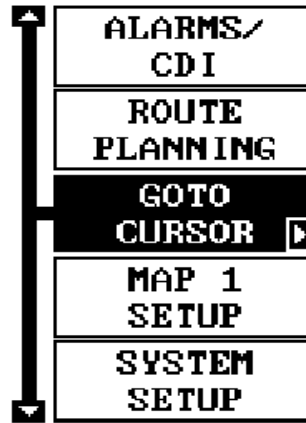 ALARMS/
CDI
ROUTE
PLANNING
GOTO
CURSOR
MAP 1
SETUP
SYSTEM
SETUP